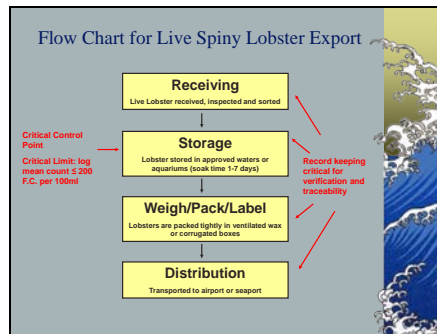 Flow Chart for Live Spiny Lobster Export
Receiving
Live Lobster received, inspected and sorted
Critical Control
Point
Critical Limit: log
mean count ≤ 200
F.C. per 100ml
Storage
Lobster stored in approved waters or
aquariums (soak time 1-7 days)
Record keeping
critical for
verification and
traceability
Weigh/Pack/Label
Lobsters are packed tightly in ventilated wax
or corrugated boxes
Distribution
Transported to airport or seaport